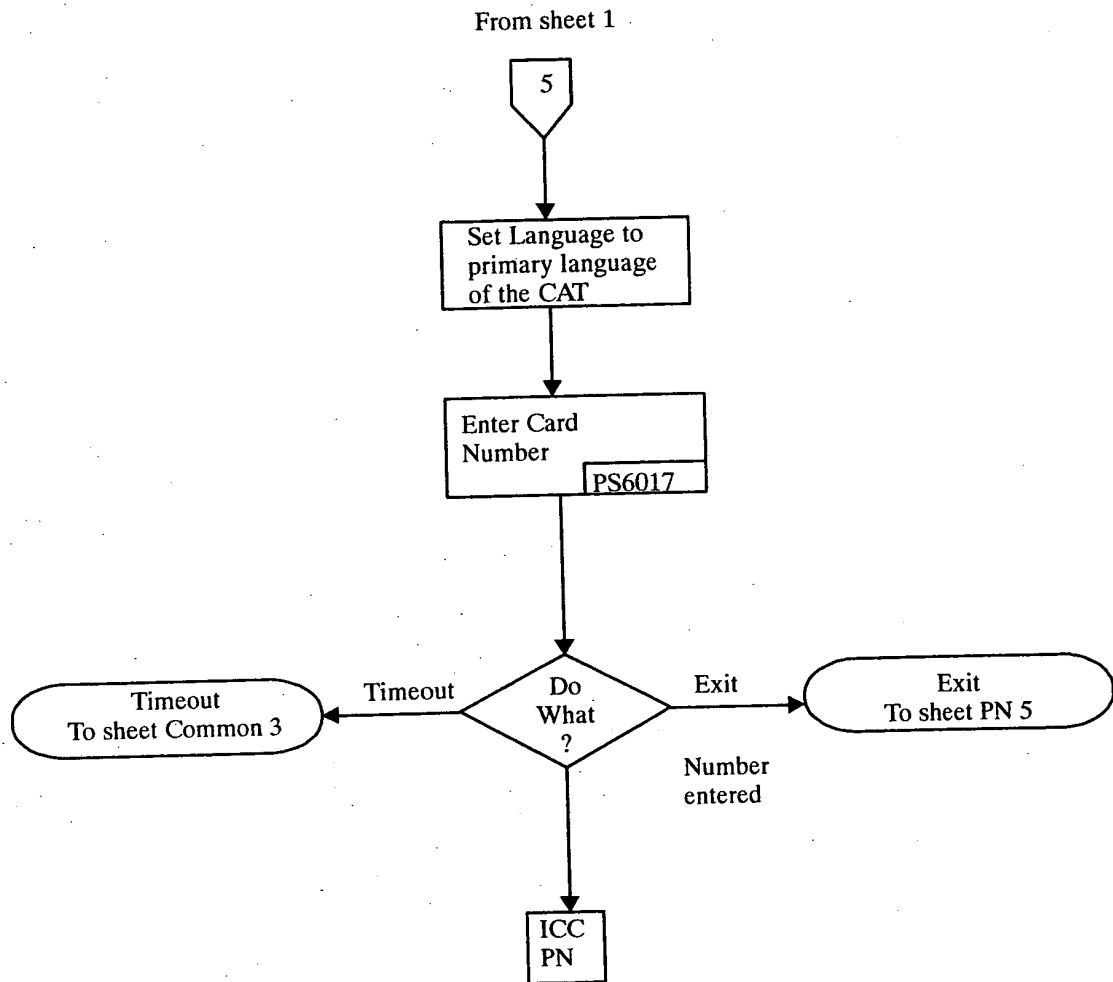 From sheet 1
5
Set Language to
primary language
of the CAT
Enter Card
Number
PS6017
Timeout
To sheet Common 3
Timeout
Do
What
?
Exit
Exit
To sheet PN 5
Number
entered
ICC
PN